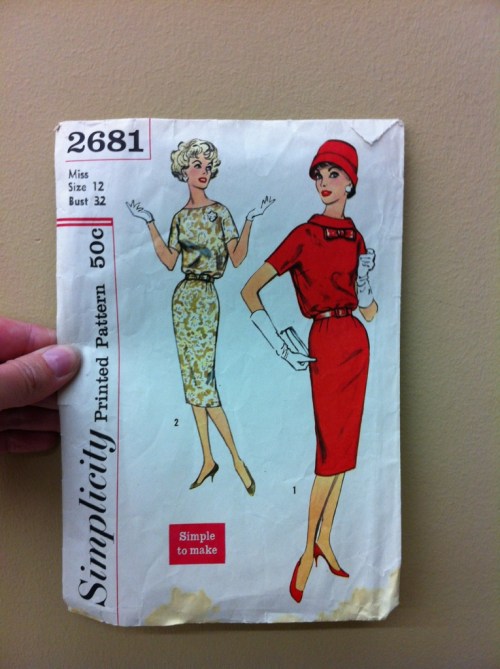 2681
Miss
Size 12
Bust 32
Simplicity Printed Pattern 50c
2
1
Simple
to make